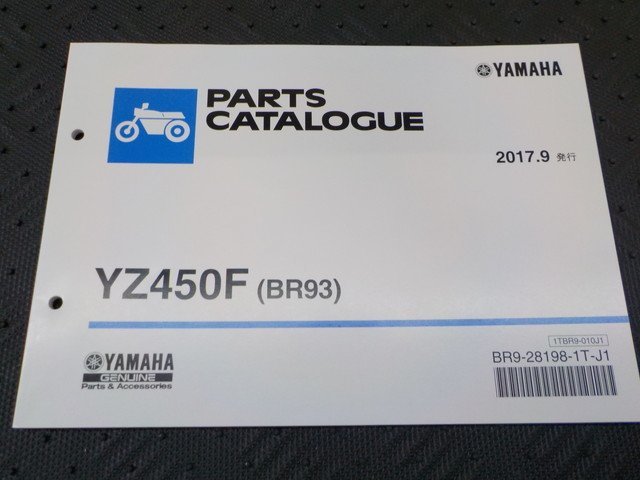 YAMAHA
PARTS
CATALOGUE
2017.9 発行
YZ450F (BR93)
1TBR9-010J1
BR9-28198-1T-J1
YAMAHA
GENUINE
Parts & Accessories